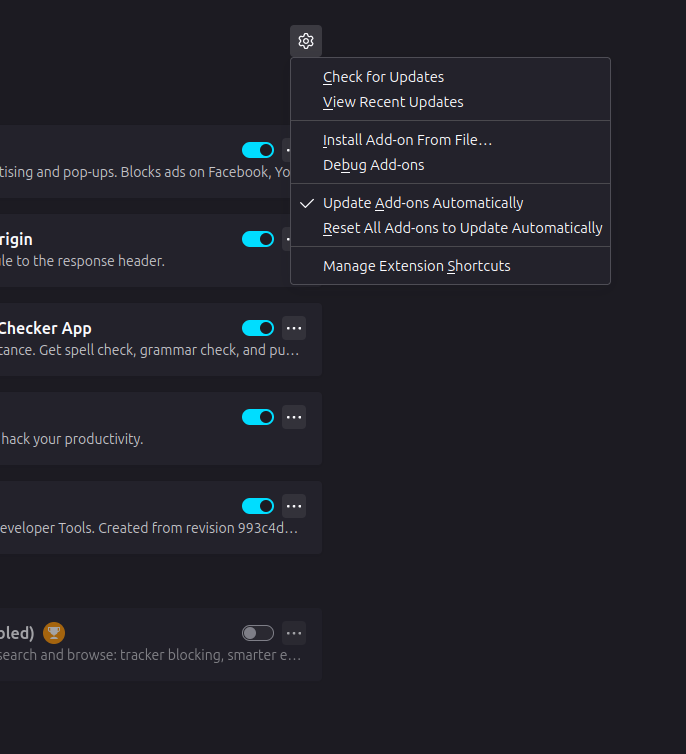 Check for Updates
View Recent Updates
Install Add-on From File…
Debug Add-ons
tising and pop-ups. Blocks ads on Facebook, Yo
Update Add-ons Automatically
Reset All Add-ons to Update Automatically
rigin
le to the response header.
Manage Extension Shortcuts
Checker App
tance. Get spell check, grammar check, and pu…
hack your productivity.
eveloper Tools. Created from revision 993c4d…
bled)
search and browse: tracker blocking, smarter e…